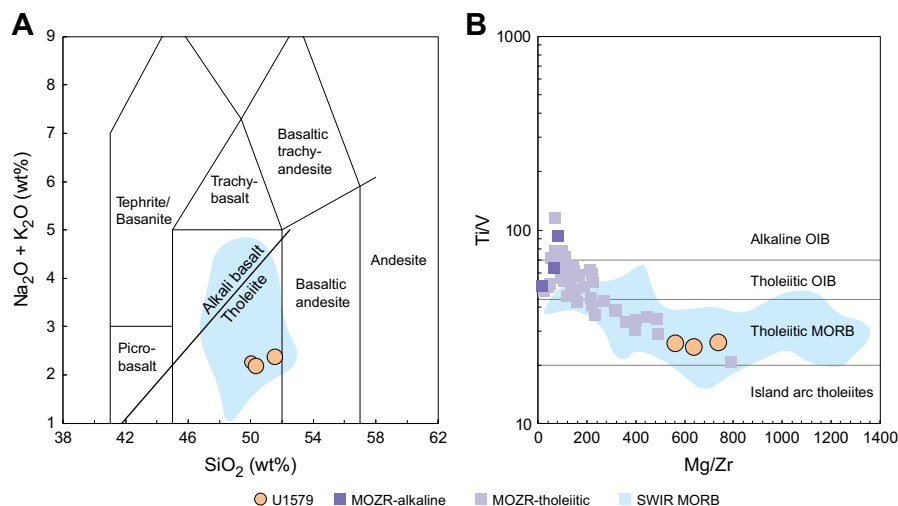 A
B
9
8
7
6
5
4
3
2
1
Na2O + K2O (wt%)
38
42
46
50
54
58
62
SiO2 (wt%)
Tephrite/
Basanite
Trachy-
basalt
Basaltic
trachy-
andesite
Alkali basalt
Tholeiite
Basaltic
andesite
Andesite
Picro-
basalt
1000
100
10
Ti/V
0
200
400
600
800
1000
1200
1400
Mg/Zr
Alkaline OIB
Tholeiitic OIB
Tholeiitic MORB
Island arc tholeiites
U1579
MOZR-alkaline
MOZR-tholeiitic
SWIR MORB